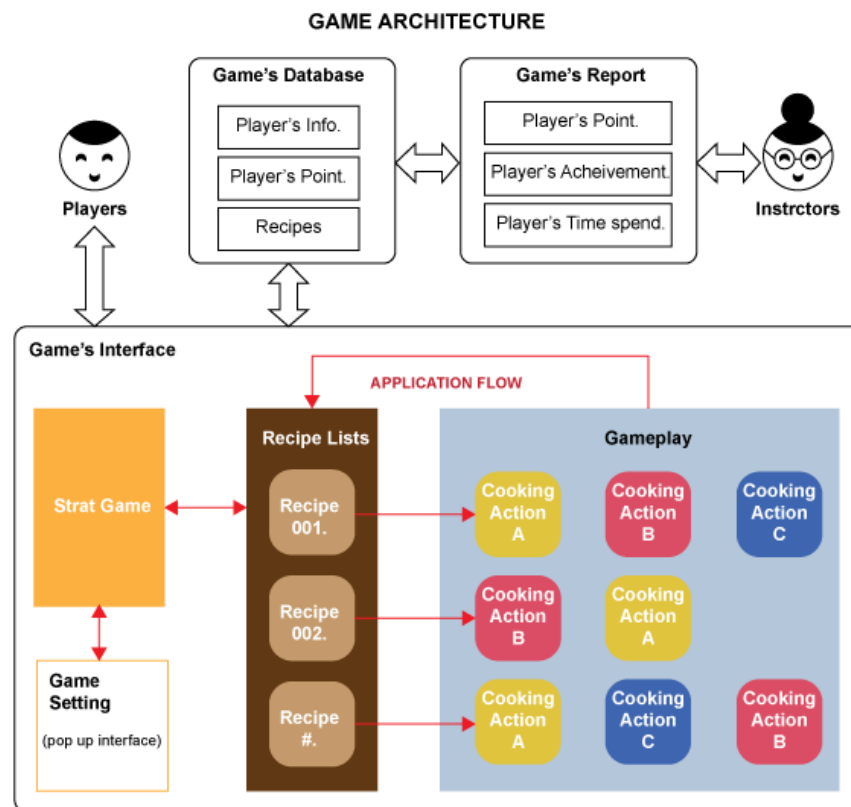 GAME ARCHITECTURE
Game's Database
Player's Info.
Player's Point.
Recipes
Game's Report
Player's Point.
Player's Acheivement.
Player's Time spend.
Players
Instrctors
Game's Interface
APPLICATION FLOW
Strat Game
Game
Setting
(pop up interface)
Recipe Lists
Recipe
001.
Recipe
002.
Recipe
#.
Gameplay
Cooking
Action
A
Cooking
Action
B
Cooking
Action
C
Cooking
Action
B
Cooking
Action
A
Cooking
Action
A
Cooking
Action
C
Cooking
Action
B